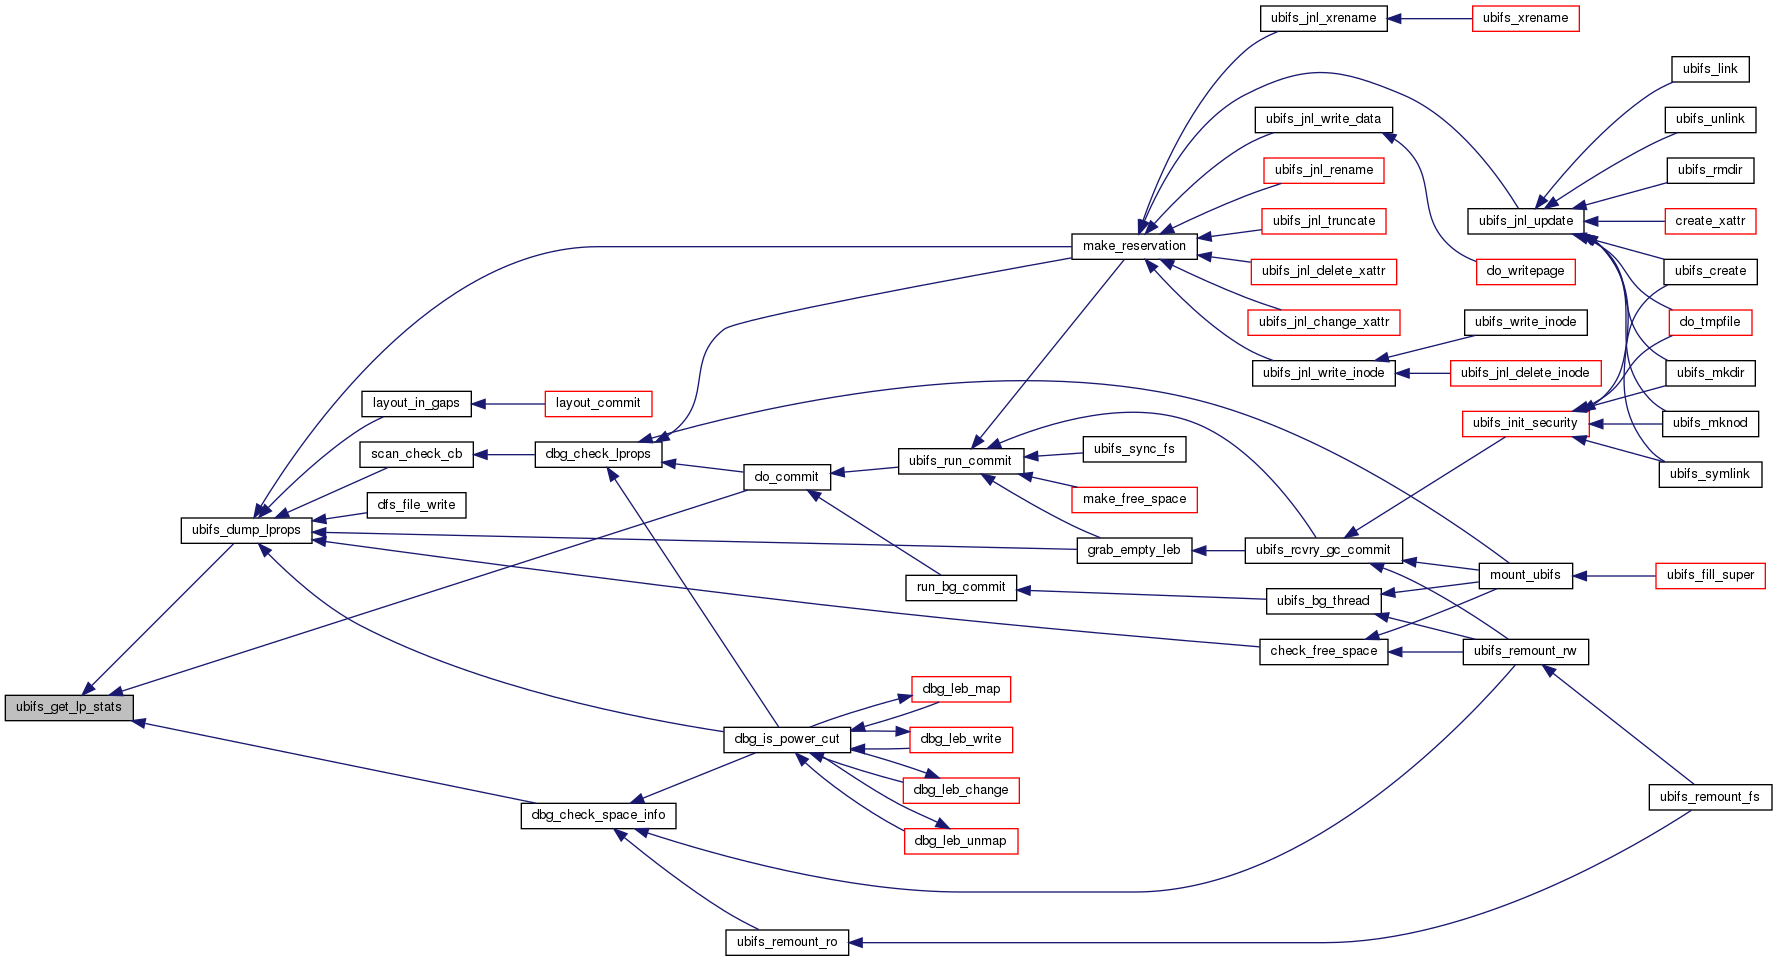 ubifs_jnl_xrename
ubifs_xrename
ubifs_link
ubifs_jnl_write_data
ubifs_unlink
ubifs_jnl_rename
ubifs_rmdir
ubifs_jnl_truncate
ubifs_jnl_update
create_xattr
make_reservation
ubifs_jnl_delete_xattr
do_writepage
ubifs_create
ubifs_jnl_change_xattr
ubifs_write_inode
do_tmpfile
ubifs_jnl_write_inode
ubifs_jnl_delete_inode
ubifs_mkdir
layout_in_gaps
layout_commit
ubifs_init_security
ubifs_mknod
scan_check_cb
dbg_check_lprops
ubifs_run_commit
ubifs_sync_fs
ubifs_symlink
do_commit
dfs_file_write
make_free_space
ubifs_dump_lprops
grab_empty_leb
ubifs_rcvry_gc_commit
mount_ubifs
ubifs_fill_super
run_bg_commit
ubifs_bg_thread
check_free_space
ubifs_remount_rw
dbg_leb_map
ubifs_get_lp_stats
dbg_is_power_cut
dbg_leb_write
dbg_leb_change
ubifs_remount_fs
dbg_check_space_info
dbg_leb_unmap
ubifs_remount_ro